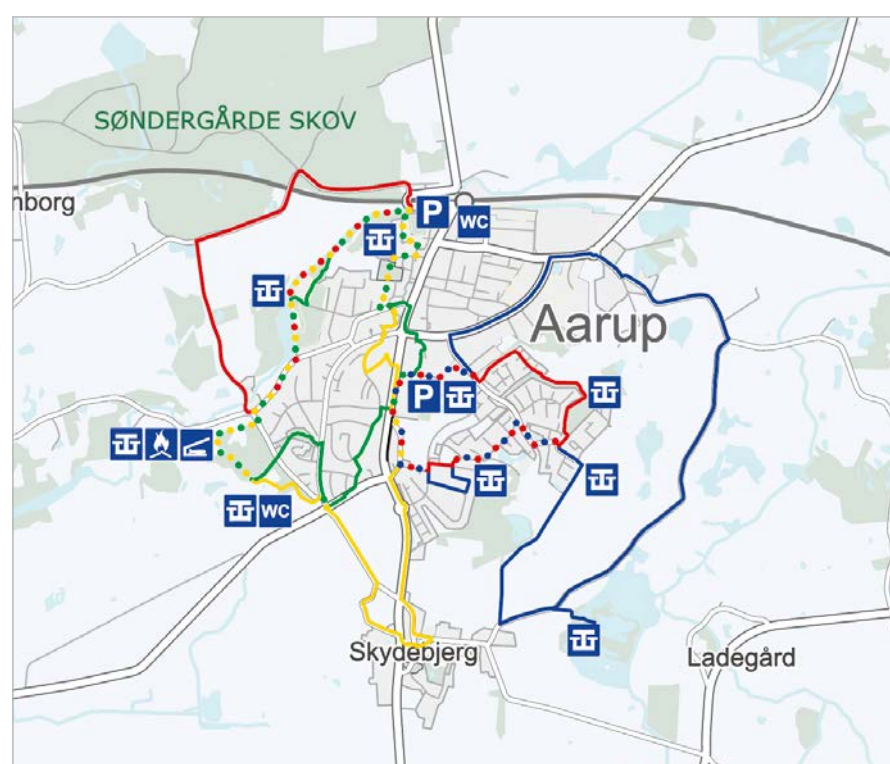 SØNDERGÅRDE SKOV
nborg
P
WC
Aarup
P
WC
Skydebjerg
Ladegård